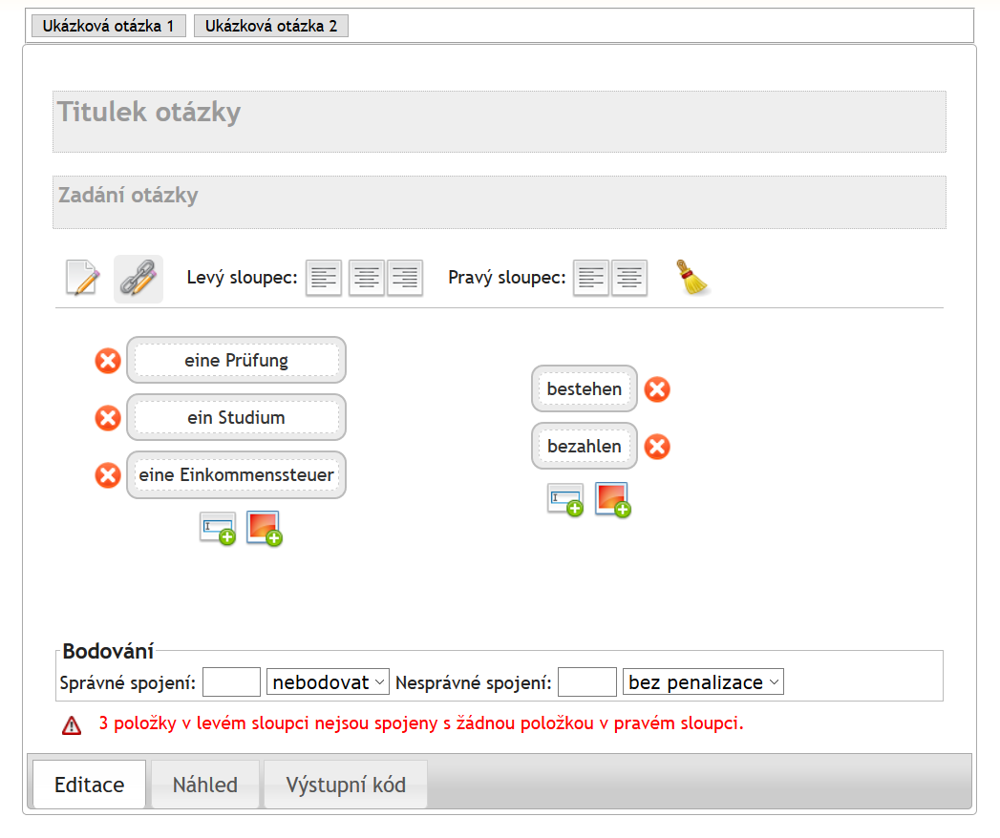 Ukázková otázka 1 Ukázková otázka 2
Titulek otázky
Zadání otázky
Levý sloupec: Pravý sloupec:
eine Prüfung
ein Studium
eine Einkommenssteuer
bestehen
bezahlen
Bodování
Správné spojení: nebodovat Nesprávné spojení: bez penalizace
3 položky v levém sloupci nejsou spojeny s žádnou položkou v pravém sloupci.
Editace Náhled Výstupní kód